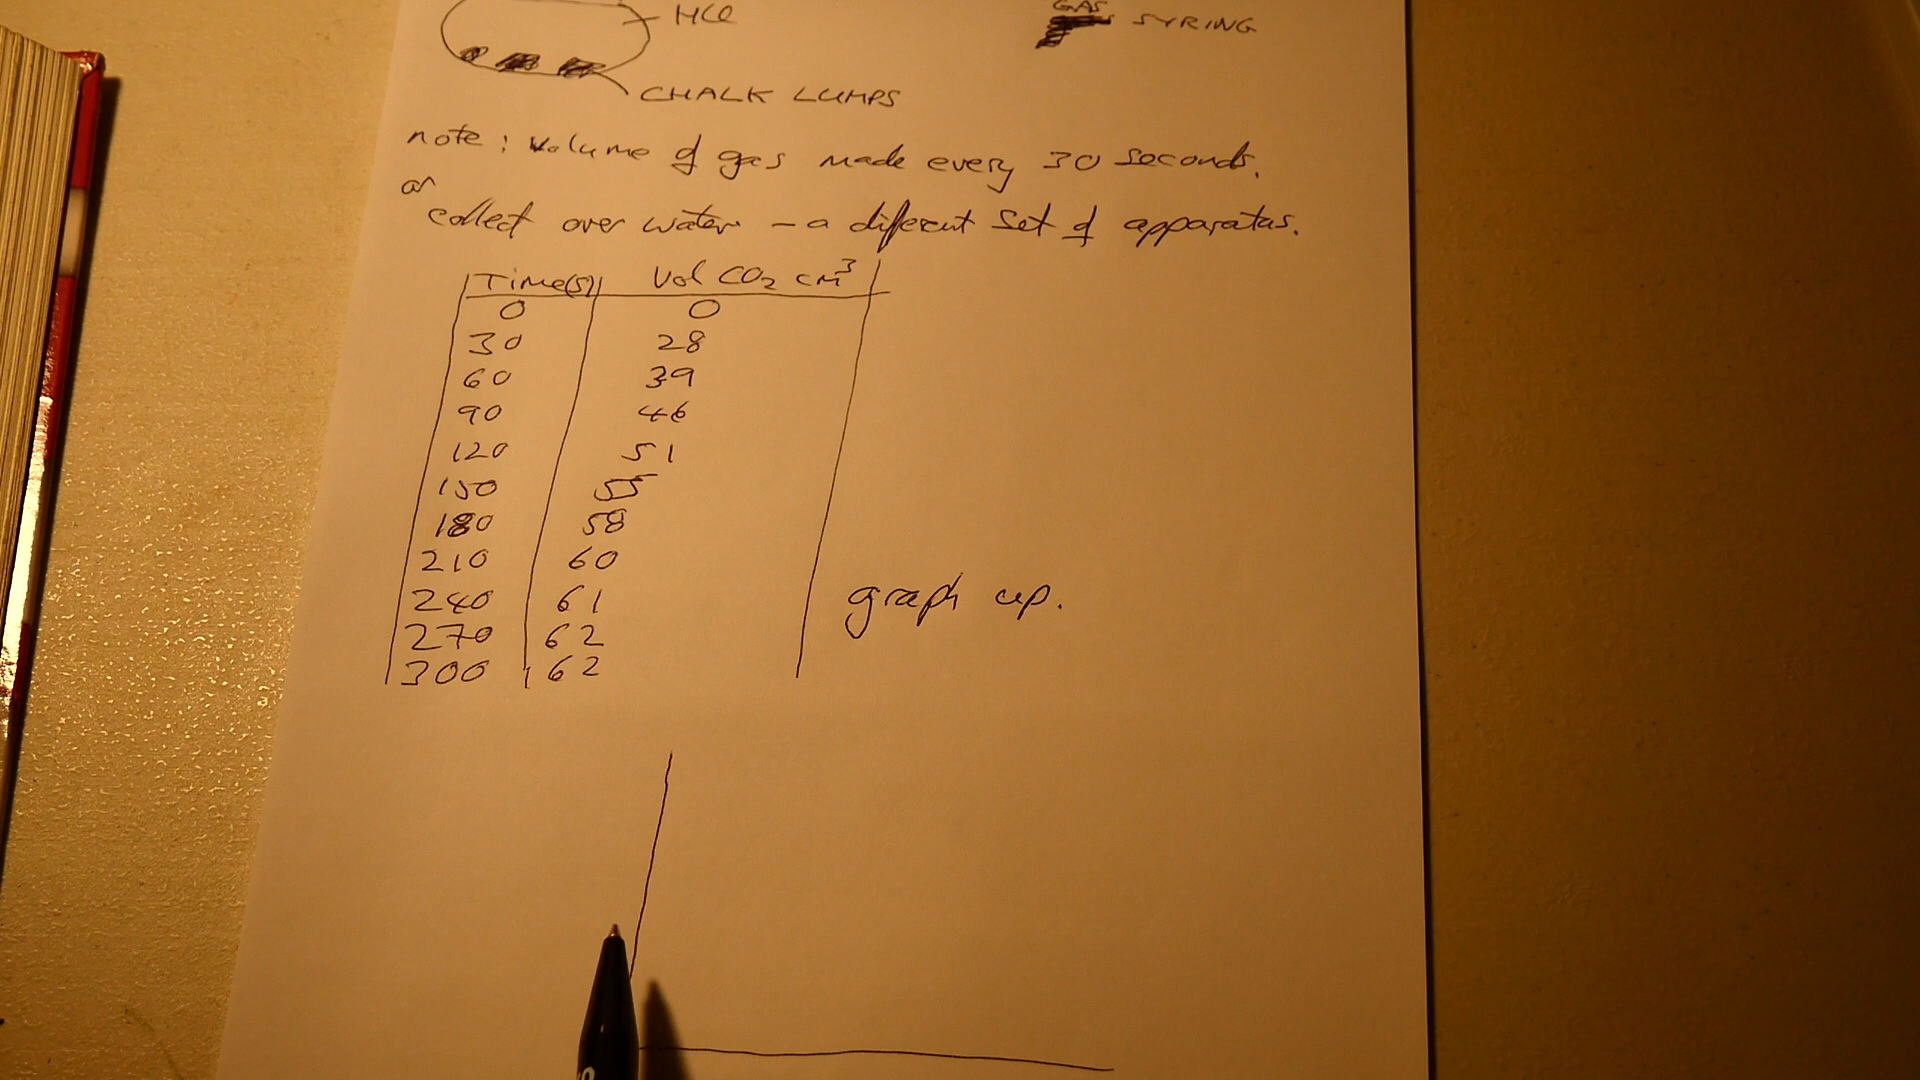 HCl
GAS SYRING
CHALK LUMPS
note: Volume of gas made every 30 seconds.
or
collect over water - a different set of apparatus.
Time(s) Vol CO₂ cm³
0 0
30 28
60 39
90 46
120 51
150 55
180 58
210 60
240 61
270 62
300 62
graph up.